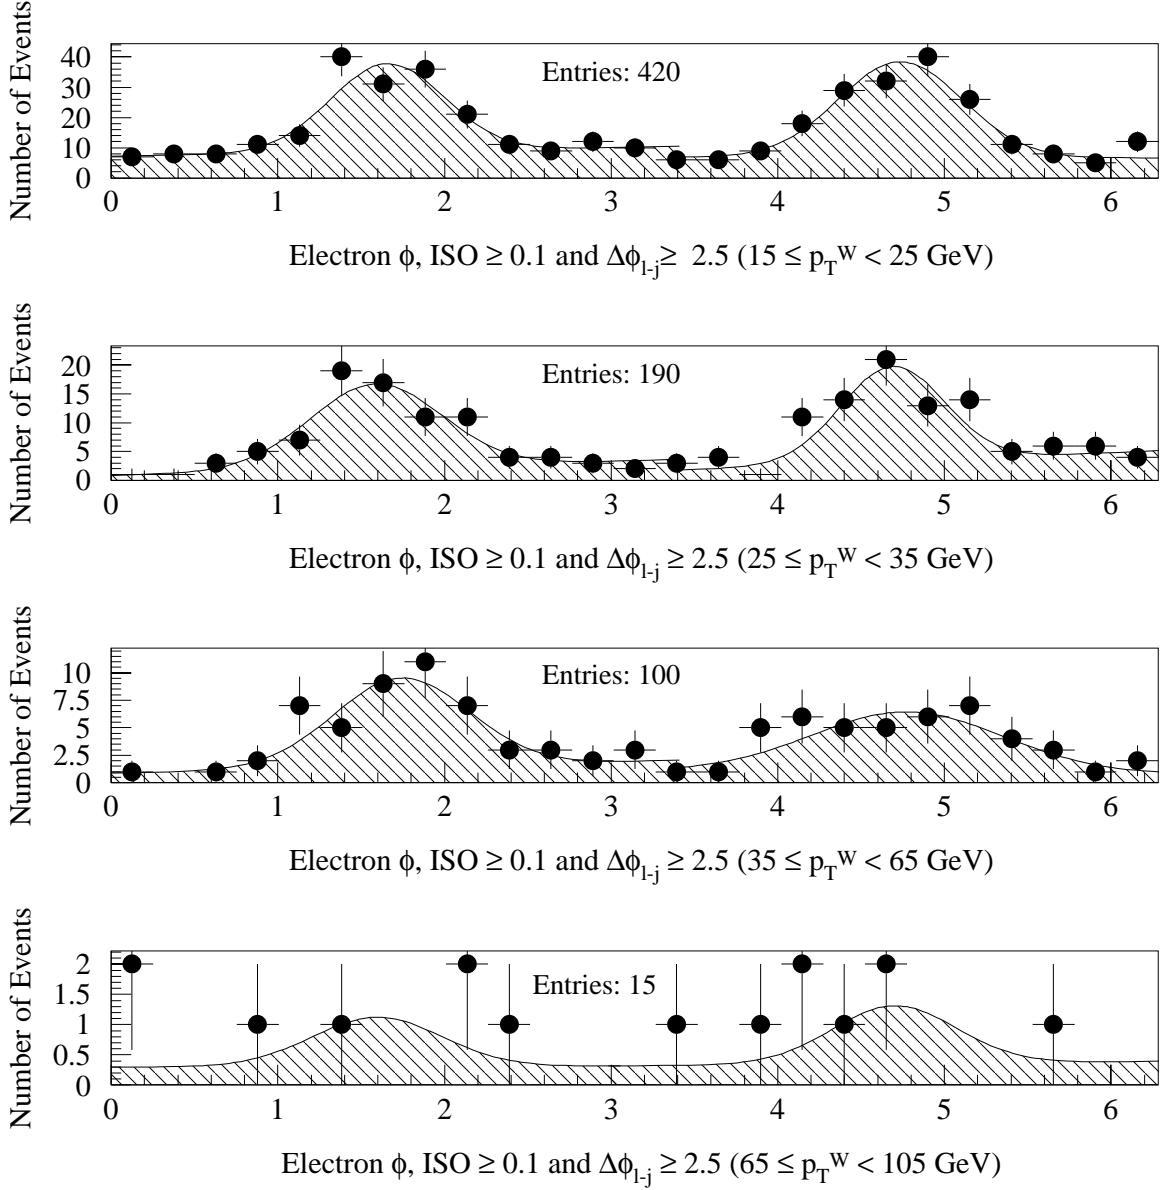 Number of Events
40
30
20
10
0
Entries: 420
0 1 2 3 4 5 6
Electron ϕ, ISO ≥ 0.1 and Δϕl-j ≥ 2.5 (15 ≤ pTW < 25 GeV)
Number of Events
20
15
10
5
0
Entries: 190
0 1 2 3 4 5 6
Electron ϕ, ISO ≥ 0.1 and Δϕl-j ≥ 2.5 (25 ≤ pTW < 35 GeV)
Number of Events
10
7.5
5
2.5
0
Entries: 100
0 1 2 3 4 5 6
Electron ϕ, ISO ≥ 0.1 and Δϕl-j ≥ 2.5 (35 ≤ pTW < 65 GeV)
Number of Events
2
1.5
1
0.5
0
Entries: 15
0 1 2 3 4 5 6
Electron ϕ, ISO ≥ 0.1 and Δϕl-j ≥ 2.5 (65 ≤ pTW < 105 GeV)